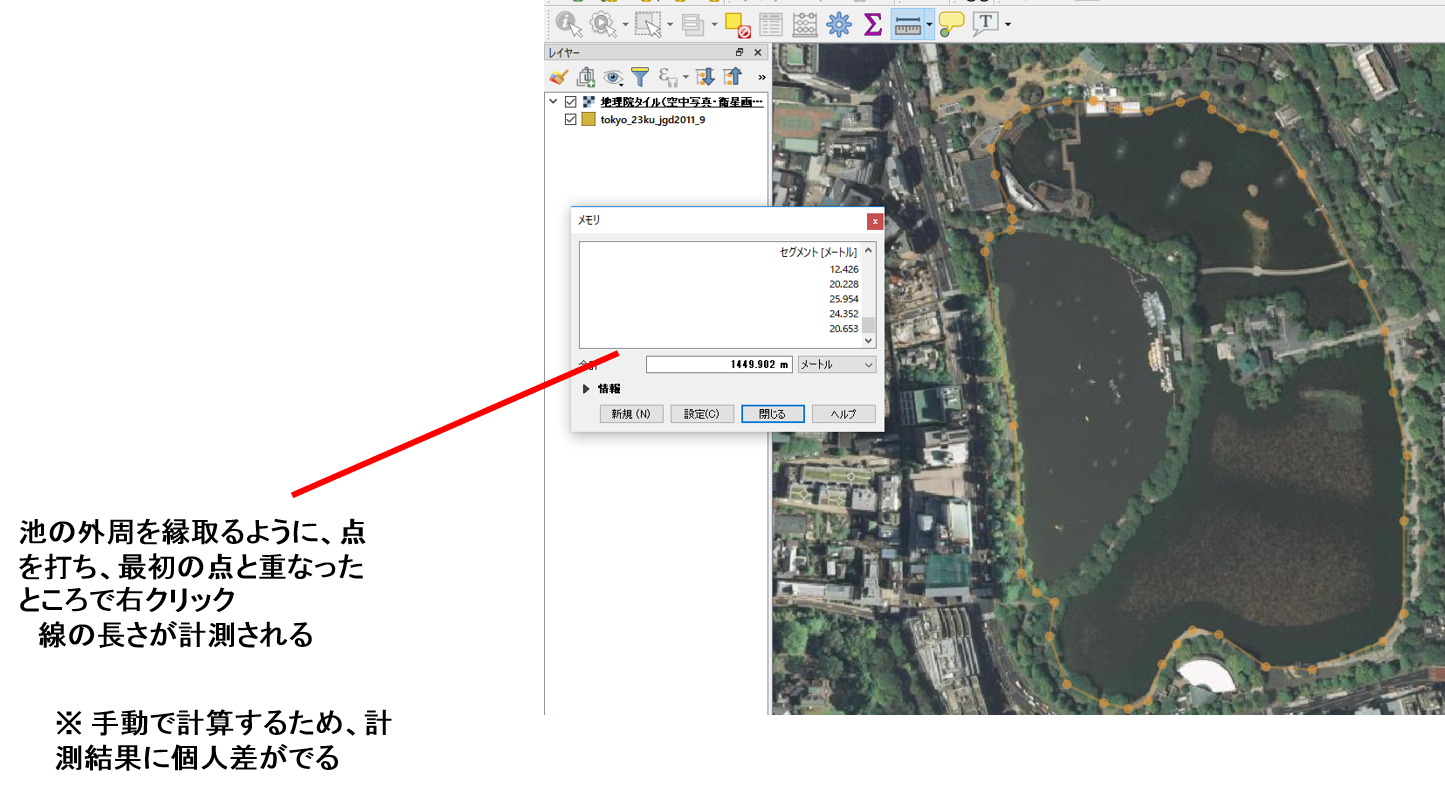 レイヤー
地理院タイル(空中写真・衛星画…
tokyo_23ku_jgd2011_9
メモリ
セグメント [メートル]
12.426
20.228
25.954
24.352
20.653
1449.902 m
メートル
情報
新規 (N)
設定(C)
閉じる
ヘルプ
池の外周を縁取るように、点
を打ち、最初の点と重なった
ところで右クリック
線の長さが計測される
※ 手動で計算するため、計
測結果に個人差がでる